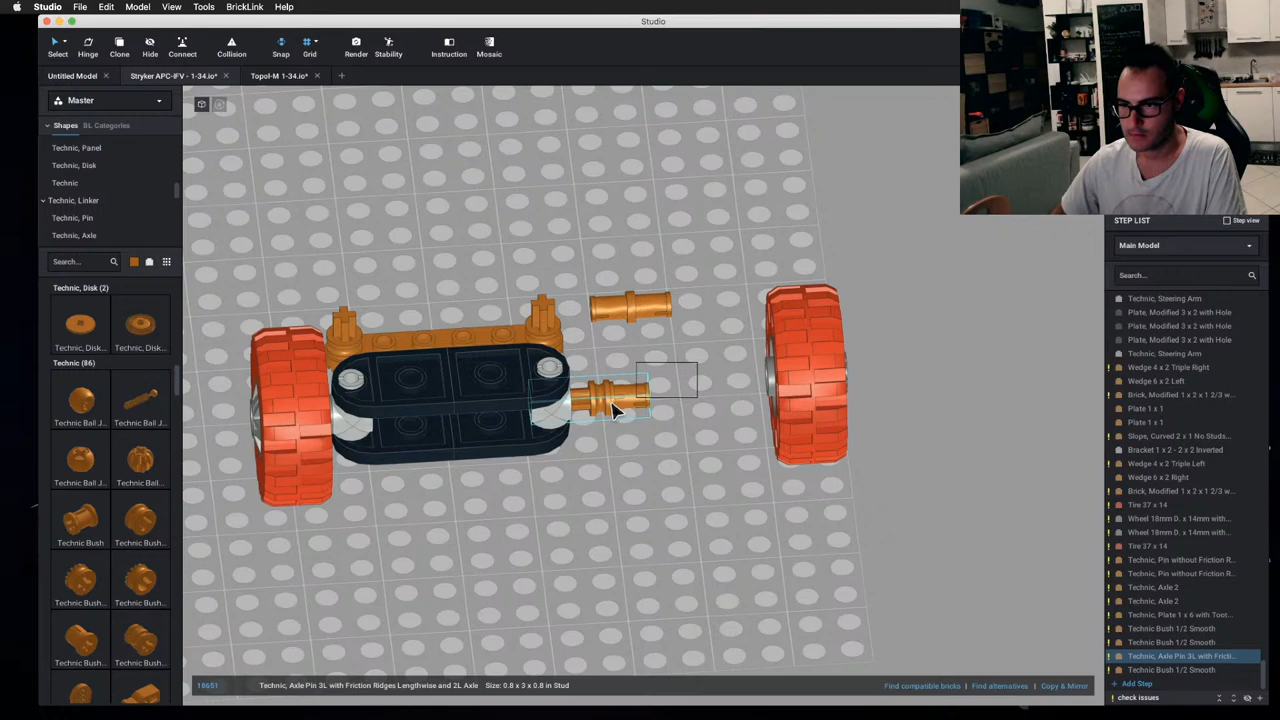 Studio File Edit Model View Tools BrickLink Help
Studio
Select Hinge Clone Hide Connect Collision Snap Grid Render Stability Instruction Mosaic
Untitled Model Stryker APC-IFV - 1-34.io* Topol-M 1-34.io*
Master
Shapes BL Categories
Technic, Panel
Technic, Disk
Technic
Technic, Linker
Technic, Pin
Technic, Axle
Search...
Technic, Disk (2)
Technic, Disk... Technic, Disk...
Technic (86)
Technic Ball J... Technic Ball J...
Technic Ball J... Technic Ball J...
Technic Bush Technic Bush...
Technic Bush... Technic Bush...
Technic Bush... Technic Bush...
STEP LIST Step view
Main Model
Search...
Technic, Steering Arm
Plate, Modified 3 x 2 with Hole
Plate, Modified 3 x 2 with Hole
Plate, Modified 3 x 2 with Hole
Technic, Steering Arm
Wedge 4 x 2 Triple Right
Wedge 6 x 2 Left
Brick, Modified 1 x 2 x 1 2/3 w...
Plate 1 x 1
Plate 1 x 1
Slope, Curved 2 x 1 No Studs...
Bracket 1 x 2 - 2 x 2 Inverted
Wedge 4 x 2 Triple Left
Wedge 6 x 2 Right
Brick, Modified 1 x 2 x 1 2/3 w...
Tire 37 x 14
Wheel 18mm D. x 14mm with...
Wheel 18mm D. x 14mm with...
Tire 37 x 14
Technic, Pin without Friction R...
Technic, Pin without Friction R...
Technic, Axle 2
Technic, Axle 2
Technic, Plate 1 x 6 with Toot...
Technic Bush 1/2 Smooth
Technic Bush 1/2 Smooth
Technic, Axle Pin 3L with Fricti...
Technic Bush 1/2 Smooth
+ Add Step
check issues
18651 Technic, Axle Pin 3L with Friction Ridges Lengthwise and 2L Axle Size: 0.8 x 3 x 0.8 in Stud Find compatible bricks | Find alternatives | Copy & Mirror